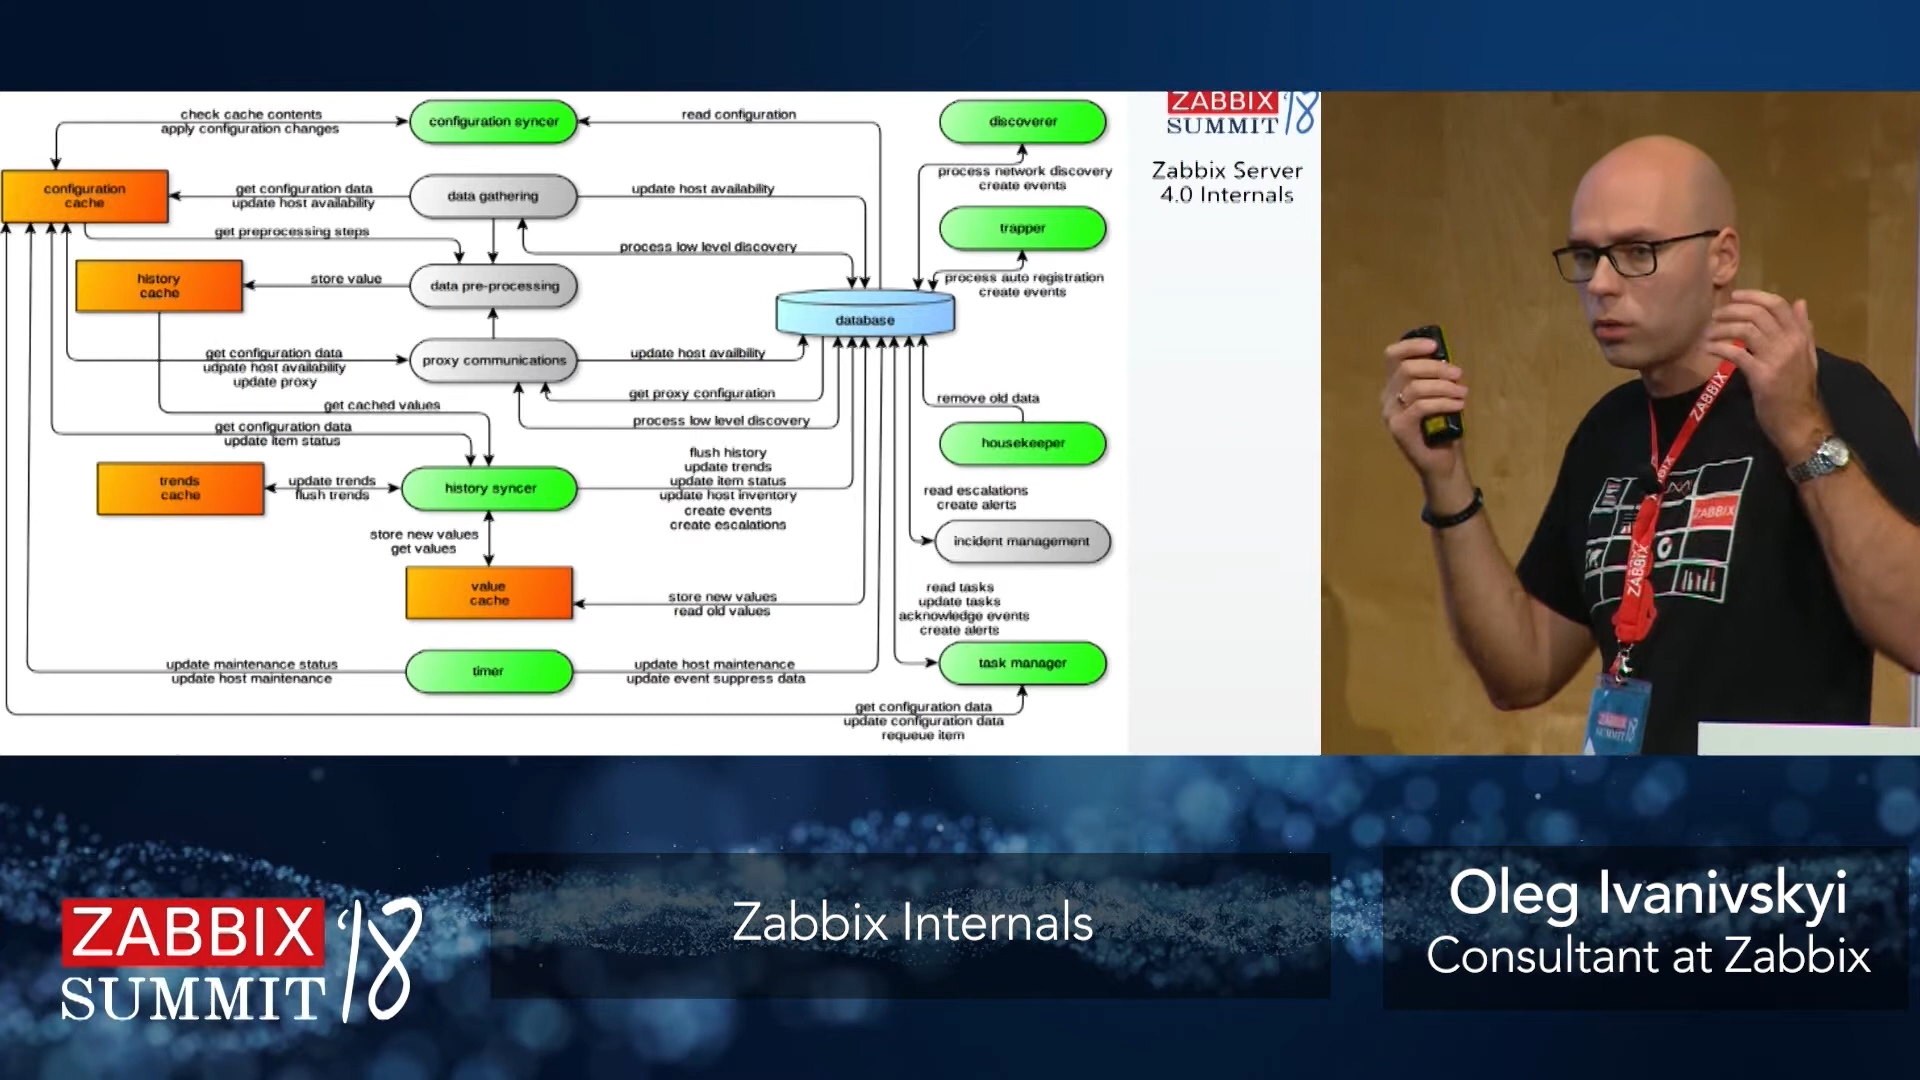 check cache contents
apply configuration changes
configuration syncer
read configuration
discoverer
process network discovery
create events
configuration
cache
get configuration data
update host availability
data gathering
update host availability
trapper
get preprocessing steps
process low level discovery
process auto registration
create events
history
cache
store value
data pre-processing
database
get configuration data
udpate host availability
update proxy
proxy communications
update host availbility
get proxy configuration
remove old data
get cached values
process low level discovery
get configuration data
update item status
housekeeper
trends
cache
update trends
flush trends
history syncer
flush history
update trends
update item status
update host inventory
create events
create escalations
read escalations
create alerts
incident management
store new values
get values
value
cache
store new values
read old values
read tasks
update tasks
acknowledge events
create alerts
update maintenance status
update host maintenance
timer
update host maintenance
update event suppress data
task manager
get configuration data
update configuration data
requeue item
ZABBIX '18
SUMMIT
Zabbix Server
4.0 Internals
ZABBIX
ZABBIX
ZABBIX
ZABBIX
SUMMIT '18
ZABBIX '18
SUMMIT
Zabbix Internals
Oleg Ivanivskyi
Consultant at Zabbix